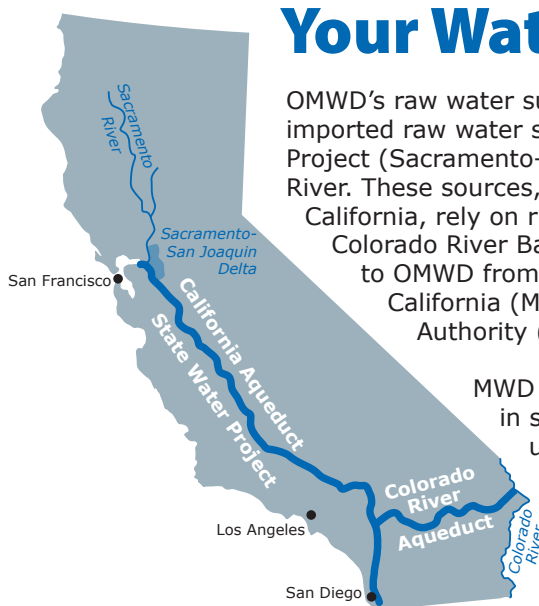 Your Wat
OMWD's raw water su
imported raw water s
Project (Sacramento-
River. These sources,
California, rely on r
Colorado River Ba
to OMWD from
California (M
Authority (
MWD
in s
u
Sacramento
River
Sacramento-
San Joaquin
Delta
San Francisco
California Aqueduct
State Water Project
Colorado
River
Aqueduct
Colorado
River
Los Angeles
San Diego